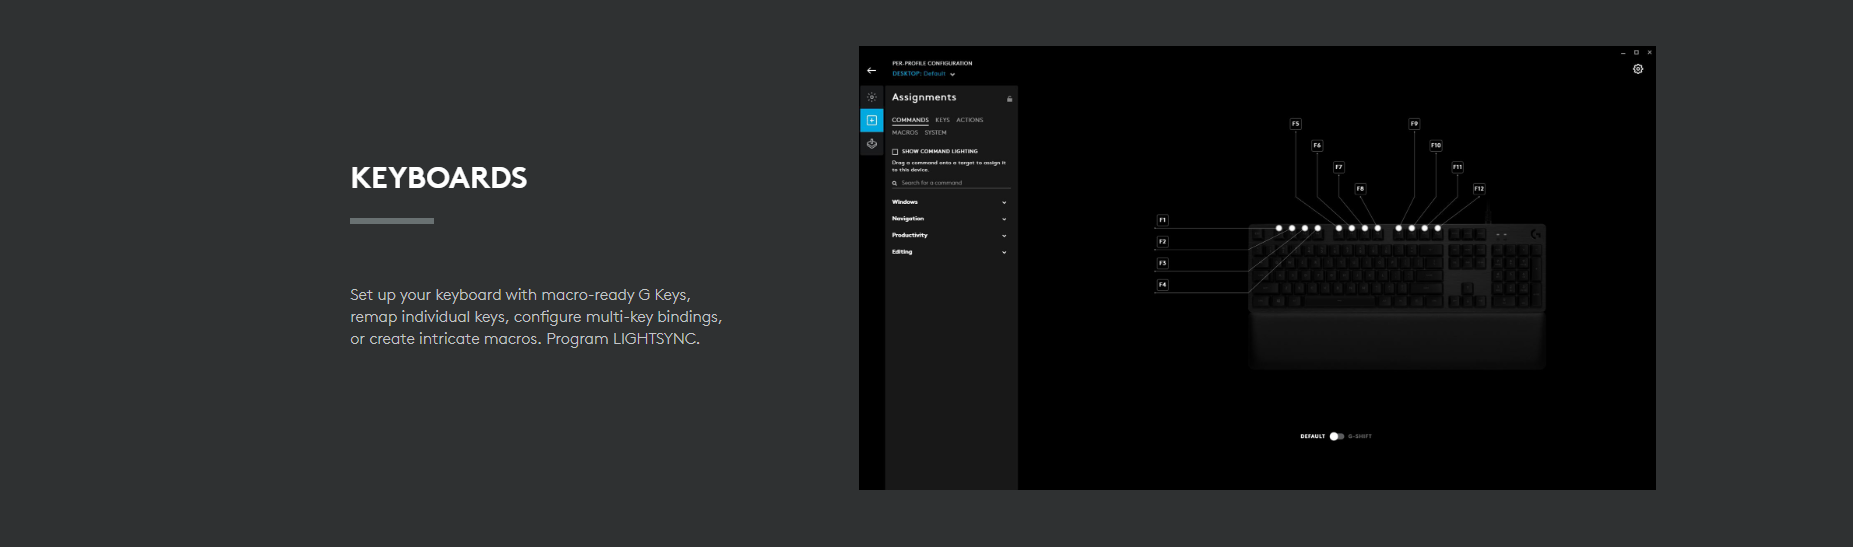 KEYBOARDS
Set up your keyboard with macro-ready G Keys,
remap individual keys, configure multi-key bindings,
or create intricate macros. Program LIGHTSYNC.
PER-PROFILE CONFIGURATION
DESKTOP: Default
Assignments
COMMANDS KEYS ACTIONS
MACROS SYSTEM
SHOW COMMAND LIGHTING
Drag a command onto a target to assign it
to this device.
Search for a command
Windows
Navigation
Productivity
Editing
F5
F6
F7
F8
F9
F10
F11
F12
F1
F2
F3
F4
DEFAULT G-SHIFT